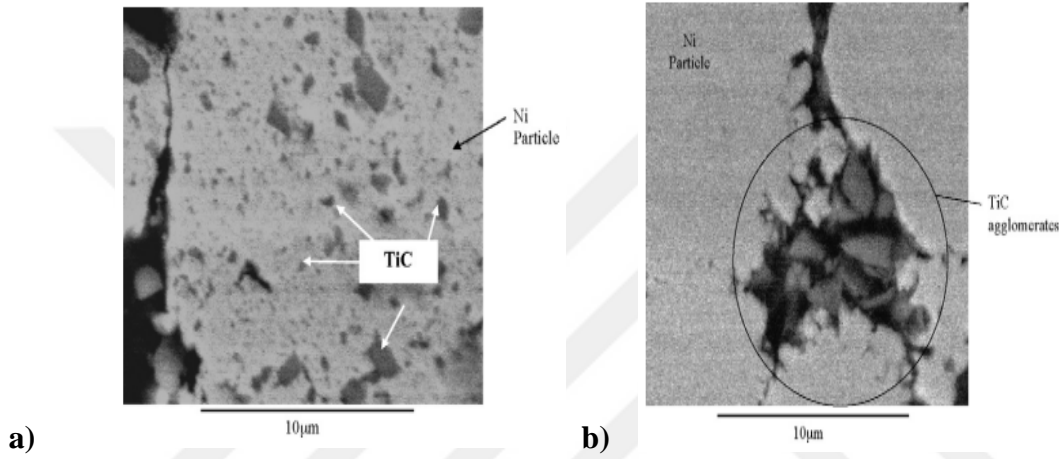 Ni
Particle
TiC
10μm
a)
Ni
Particle
TiC
agglomerates
10μm
b)